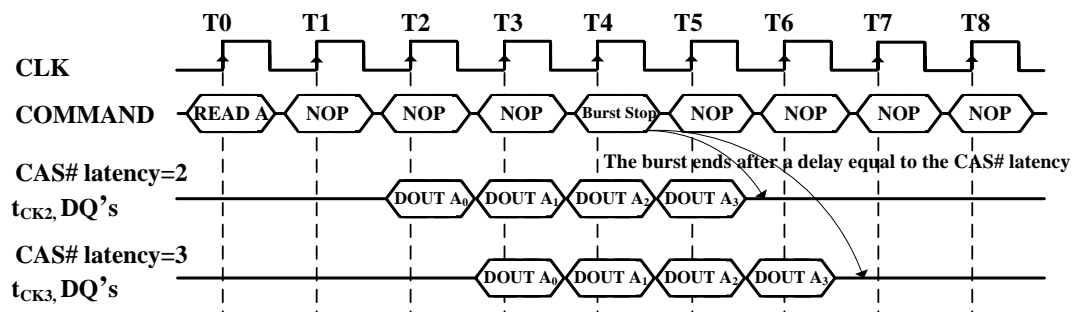 T0 T1 T2 T3 T4 T5 T6 T7 T8
CLK
COMMAND READ A NOP NOP NOP Burst Stop NOP NOP NOP NOP
The burst ends after a delay equal to the CAS# latency
CAS# latency=2
tCK2, DQ's DOUT A0 DOUT A1 DOUT A2 DOUT A3
CAS# latency=3
tCK3, DQ's DOUT A0 DOUT A1 DOUT A2 DOUT A3